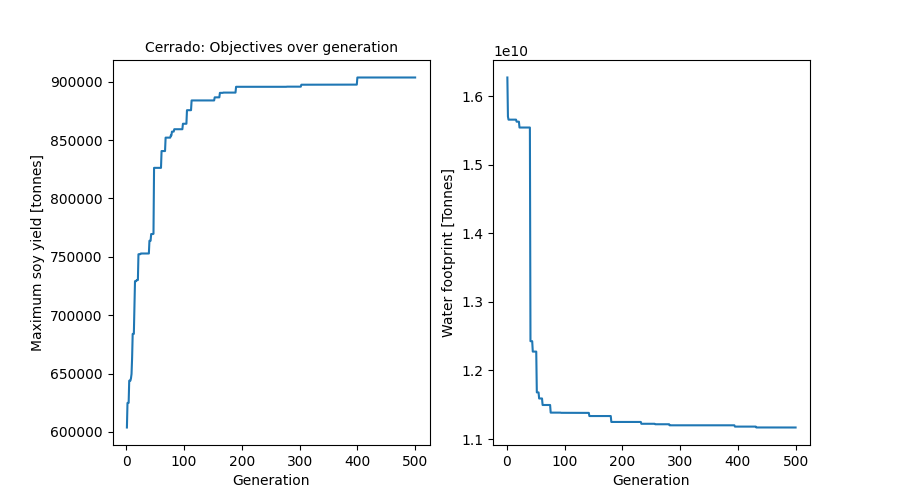 Cerrado: Objectives over generation
Maximum soy yield [tonnes]
900000
850000
800000
750000
700000
650000
600000
0 100 200 300 400 500
Generation
1e10
Water footprint [Tonnes]
1.6
1.5
1.4
1.3
1.2
1.1
0 100 200 300 400 500
Generation